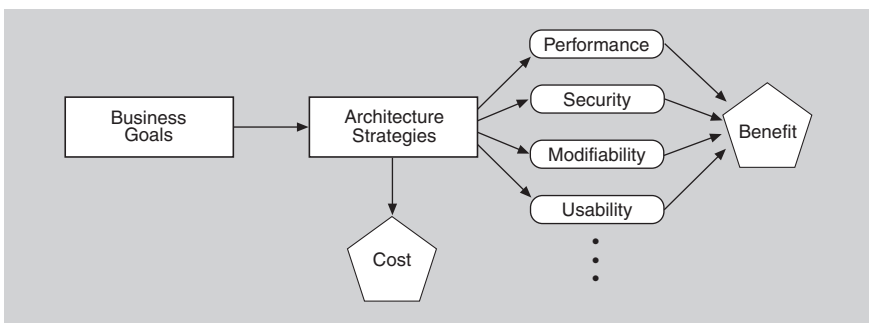 Business
Goals
Architecture
Strategies
Performance
Security
Modifiability
Usability
Benefit
Cost